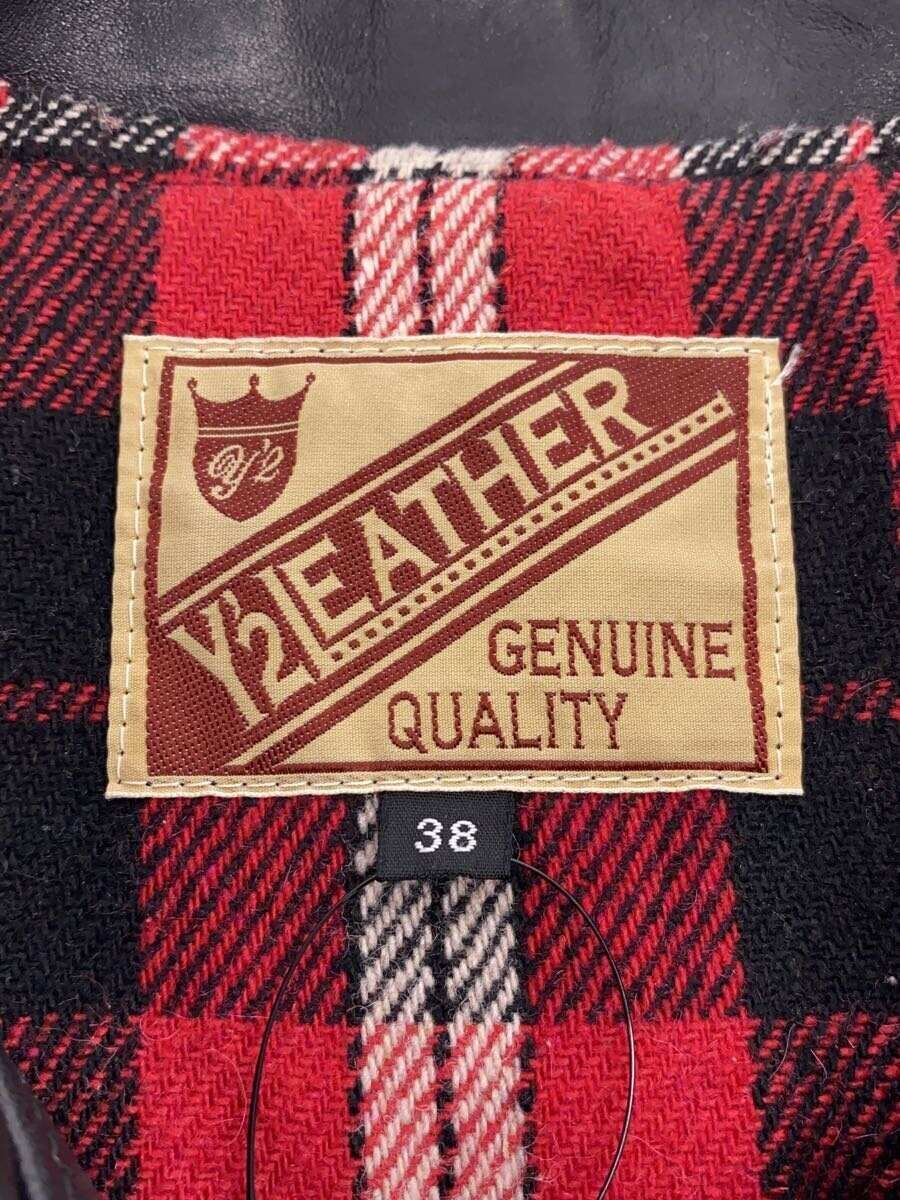 Y'2
Y'2 LEATHER
GENUINE
QUALITY
38